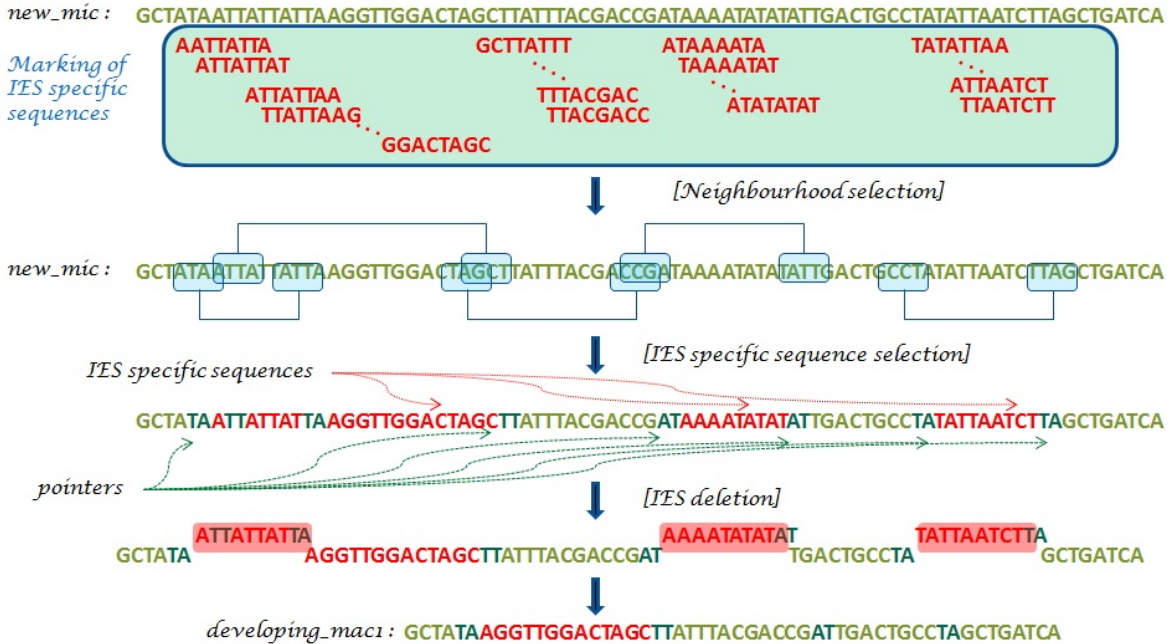 new_mic : GCTATAATTATTATTAAGGTTGGACTAGCTTATTTACGACCGATAAAATATATATTGACTGCCTATATTAATCTTAGCTGATCA
Marking of
IES specific
sequences
AATTATTA GCTTATTT ATAAAATA TATATTAA
ATTATTAT TAAAATAT
ATTATTAA TTTACGAC ATTAATCT
TTATTAAG TTACGACC ATATATAT TTAATCTT
GGACTAGC
[Neighbourhood selection]
new_mic : GCTATAATTATTATTAAGGTTGGACTAGCTTATTTACGACCGATAAAATATATATTGACTGCCTATATTAATCTTAGCTGATCA
[IES specific sequence selection]
IES specific sequences
GCTATAATTATTATTAAGGTTGGACTAGCTTATTTACGACCGATAAAATATATATTGACTGCCTATATTAATCTTAGCTGATCA
pointers
[IES deletion]
ATTATTATTA AAAATATATAT TATTAATCTTA
GCTATA AGGTTGGACTAGCTTATTTACGACCGAT TGACTGCCTA GCTGATCA
developing_mac1 : GCTATAAGGTTGGACTAGCTTATTTACGACCGATTGACTGCCTAGCTGATCA